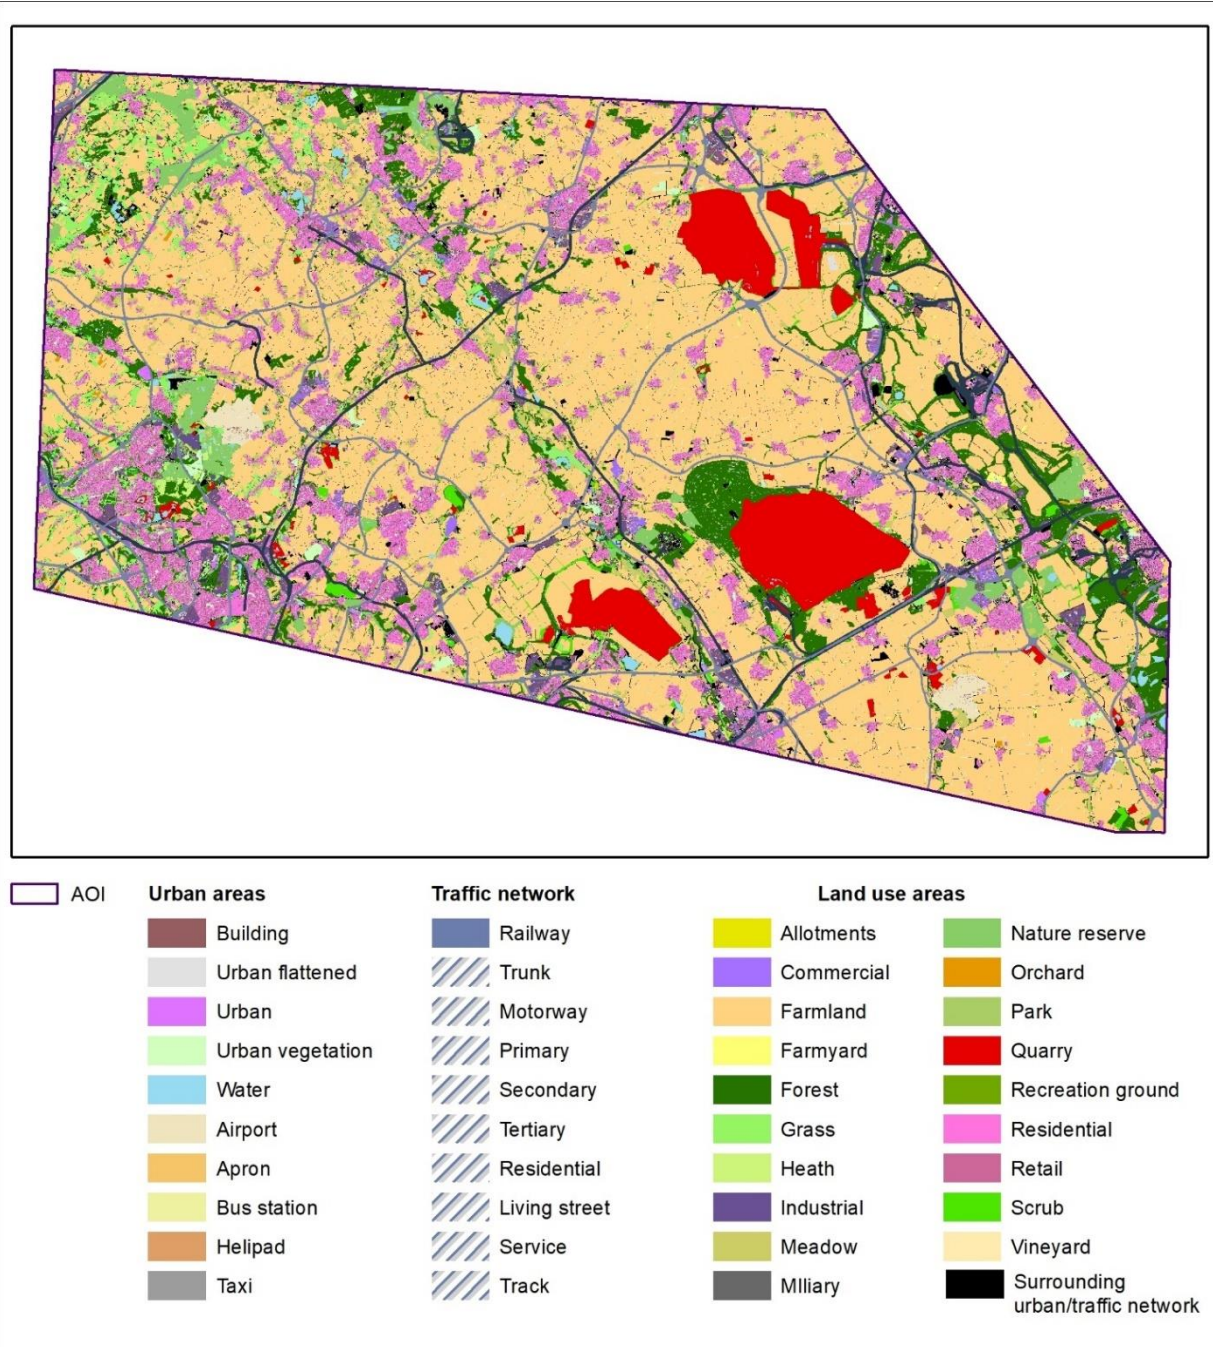 AOI
Urban areas
Building
Urban flattened
Urban
Urban vegetation
Water
Airport
Apron
Bus station
Helipad
Taxi
Traffic network
Railway
Trunk
Motorway
Primary
Secondary
Tertiary
Residential
Living street
Service
Track
Land use areas
Allotments
Commercial
Farmland
Farmyard
Forest
Grass
Heath
Industrial
Meadow
MIliary
Nature reserve
Orchard
Park
Quarry
Recreation ground
Residential
Retail
Scrub
Vineyard
Surrounding
urban/traffic network